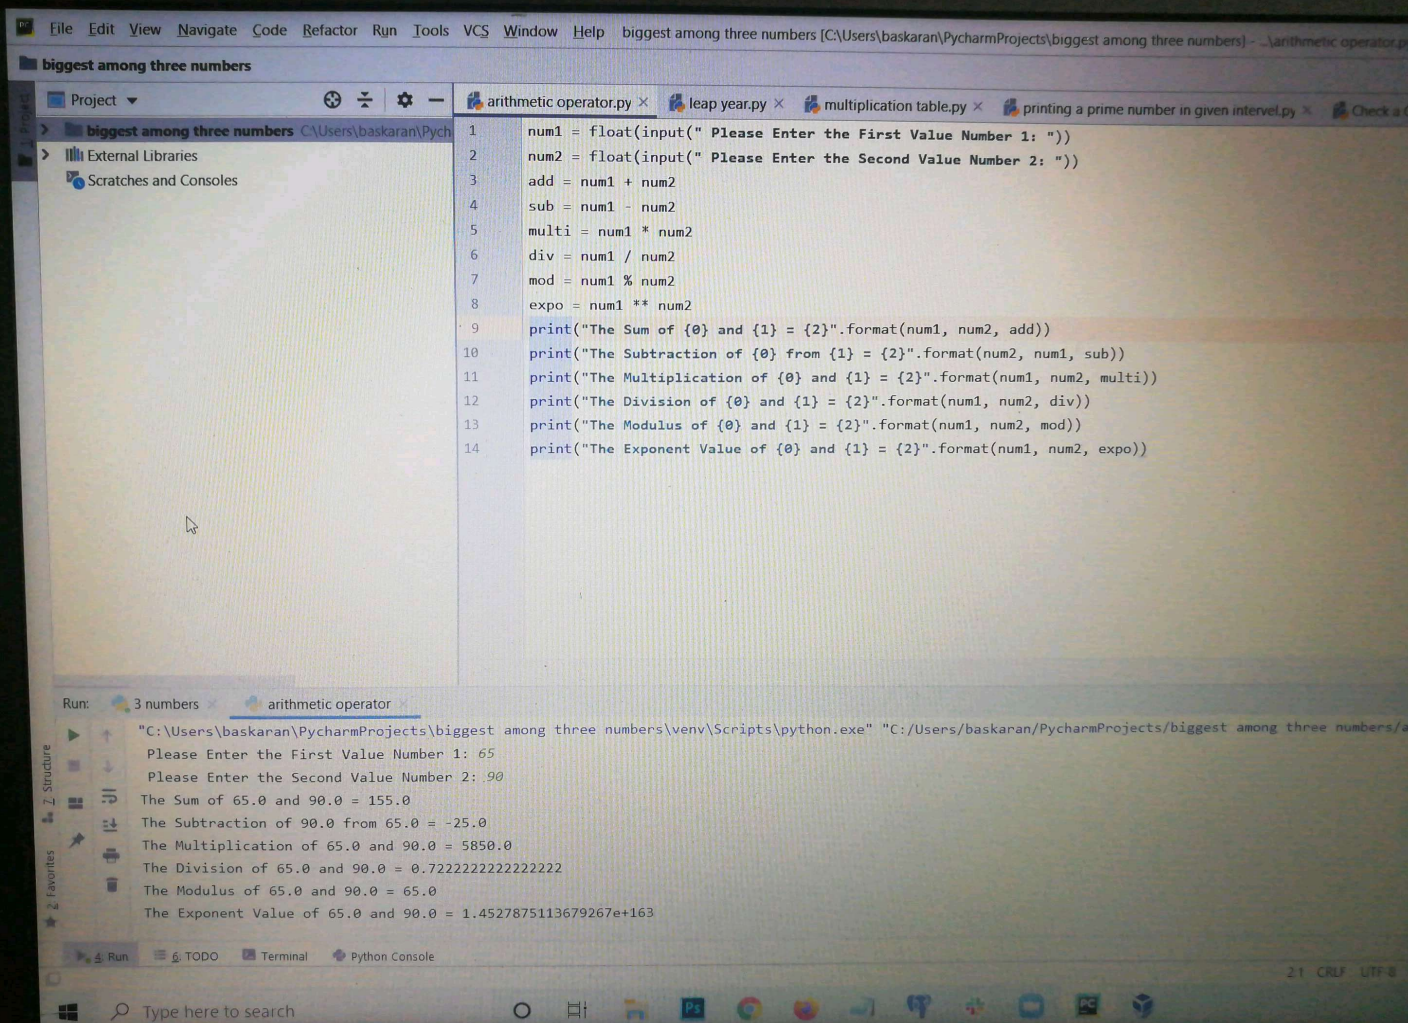 File Edit View Navigate Code Refactor Run Tools VCS Window Help biggest among three numbers [C:\Users\baskaran\PycharmProjects\biggest among three numbers] - ...\arithmetic operator.p
biggest among three numbers
Project
arithmetic operator.py leap year.py multiplication table.py printing a prime number in given intervel.py Check a
biggest among three numbers C:\Users\baskaran\Pych
External Libraries
Scratches and Consoles
1 num1 = float(input(" Please Enter the First Value Number 1: "))
2 num2 = float(input(" Please Enter the Second Value Number 2: "))
3 add = num1 + num2
4 sub = num1 - num2
5 multi = num1 * num2
6 div = num1 / num2
7 mod = num1 % num2
8 expo = num1 ** num2
9 print("The Sum of {0} and {1} = {2}".format(num1, num2, add))
10 print("The Subtraction of {0} from {1} = {2}".format(num2, num1, sub))
11 print("The Multiplication of {0} and {1} = {2}".format(num1, num2, multi))
12 print("The Division of {0} and {1} = {2}".format(num1, num2, div))
13 print("The Modulus of {0} and {1} = {2}".format(num1, num2, mod))
14 print("The Exponent Value of {0} and {1} = {2}".format(num1, num2, expo))
Run: 3 numbers arithmetic operator
"C:\Users\baskaran\PycharmProjects\biggest among three numbers\venv\Scripts\python.exe" "C:/Users/baskaran/PycharmProjects/biggest among three numbers/a
Please Enter the First Value Number 1: 65
Please Enter the Second Value Number 2: 90
The Sum of 65.0 and 90.0 = 155.0
The Subtraction of 90.0 from 65.0 = -25.0
The Multiplication of 65.0 and 90.0 = 5850.0
The Division of 65.0 and 90.0 = 0.7222222222222222
The Modulus of 65.0 and 90.0 = 65.0
The Exponent Value of 65.0 and 90.0 = 1.4527875113679267e+163
7: Structure
2: Favorites
4: Run 6: TODO Terminal Python Console
2:1 CRLF UTF-8
Type here to search
Ps
PC